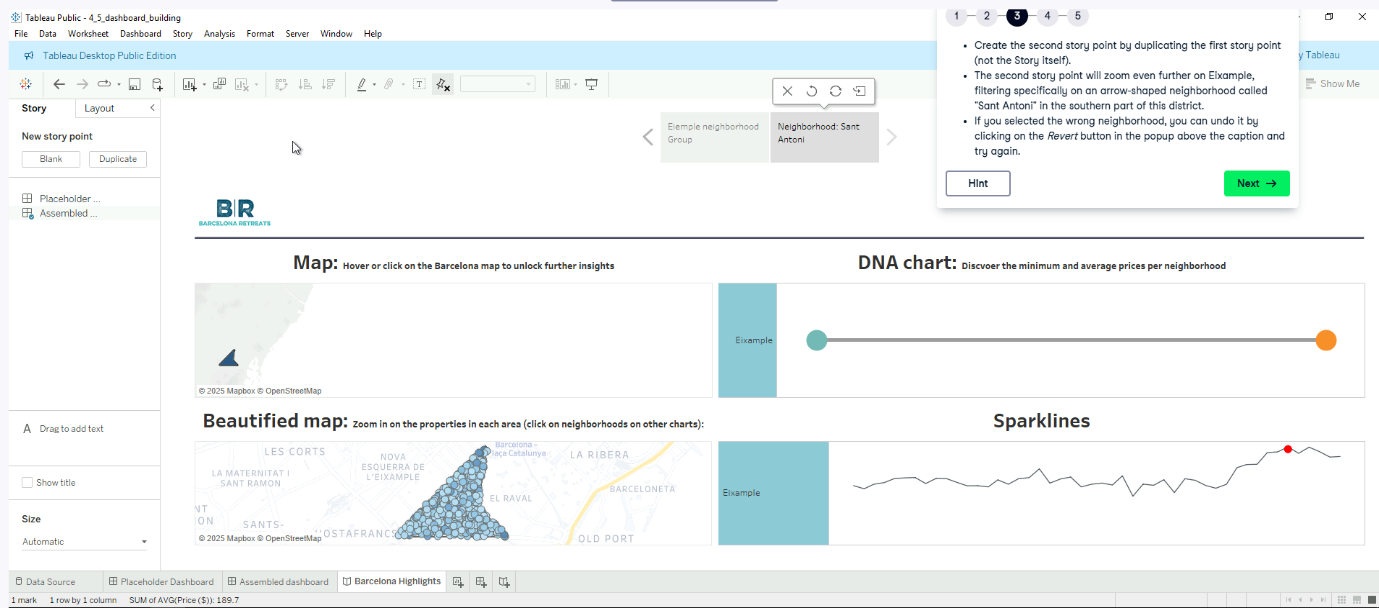 Tableau Public - 4_5_dashboard_building
File Data Worksheet Dashboard Story Analysis Format Server Window Help
Tableau Desktop Public Edition
y Tableau
Show Me
1 2 3 4 5
• Create the second story point by duplicating the first story point
(not the Story itself).
• The second story point will zoom even further on Eixample,
filtering specifically on an arrow-shaped neighborhood called
"Sant Antoni" in the southern part of this district.
• If you selected the wrong neighborhood, you can undo it by
clicking on the Revert button in the popup above the caption and
try again.
Hint
Next →
Story Layout
New story point
Blank Duplicate
Placeholder ...
Assembled ...
A Drag to add text
Show title
Size
Automatic
Eiemple neighborhood
Group
Neighborhood: Sant
Antoni
B|R
BARCELONA RETREATS
Map: Hover or click on the Barcelona map to unlock further insights
© 2025 Mapbox © OpenStreetMap
DNA chart: Discvoer the minimum and average prices per neighborhood
Eixample
Beautified map: Zoom in on the properties in each area (click on neighborhoods on other charts):
LES CORTS
LA MATERNITAT I
SANT RAMON
NOVA
ESQUERRA DE
L'EIXAMPLE
Barcelona –
laça Catalunya
LA RIBERA
EL RAVAL
BARCELONETA
NT
ON
SANTS-
HOSTAFRANCS
OLD PORT
© 2025 Mapbox © OpenStreetMap
Sparklines
Eixample
Data Source Placeholder Dashboard Assembled dashboard Barcelona Highlights
1 mark 1 row by 1 column SUM of AVG(Price ($)): 189.7